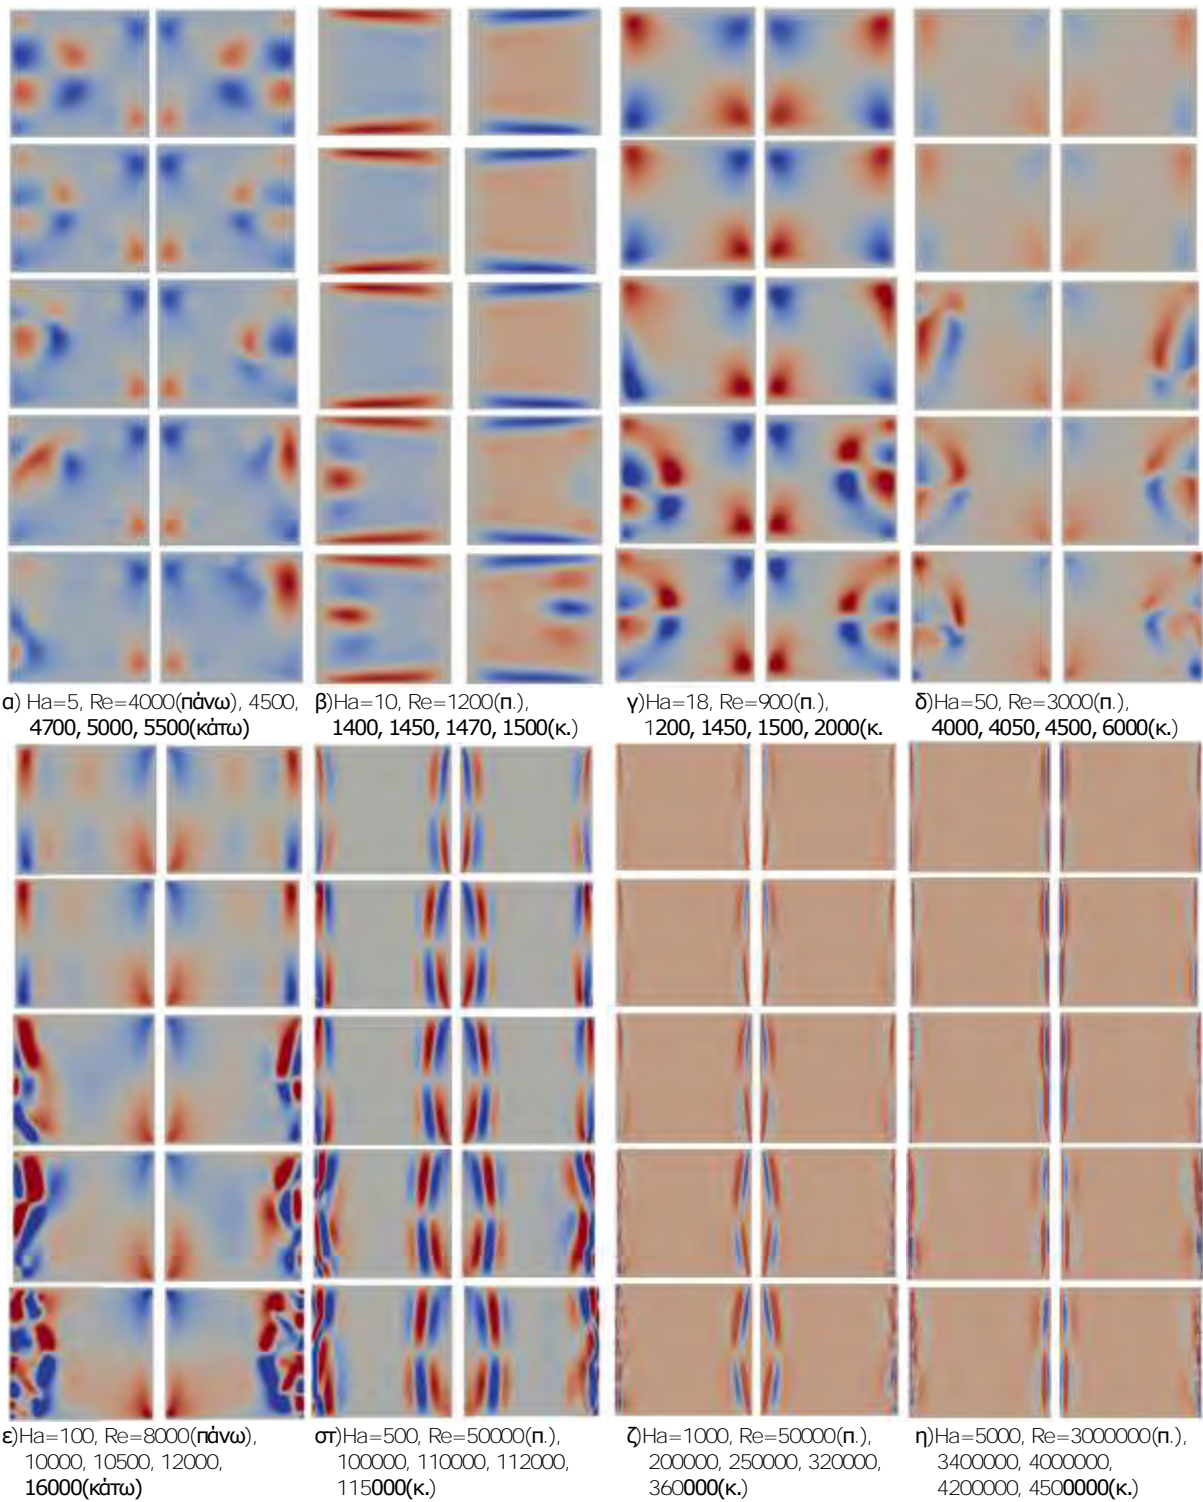 α) Ha=5, Re=4000(πάνω), 4500,
4700, 5000, 5500(κάτω)
β)Ha=10, Re=1200(π.),
1400, 1450, 1470, 1500(κ.)
γ)Ha=18, Re=900(π.),
1200, 1450, 1500, 2000(κ.
δ)Ha=50, Re=3000(π.),
4000, 4050, 4500, 6000(κ.)
ε)Ha=100, Re=8000(πάνω),
10000, 10500, 12000,
16000(κάτω)
στ)Ha=500, Re=50000(π.),
100000, 110000, 112000,
115000(κ.)
ζ)Ha=1000, Re=50000(π.),
200000, 250000, 320000,
360000(κ.)
η)Ha=5000, Re=3000000(π.),
3400000, 4000000,
4200000, 4500000(κ.)